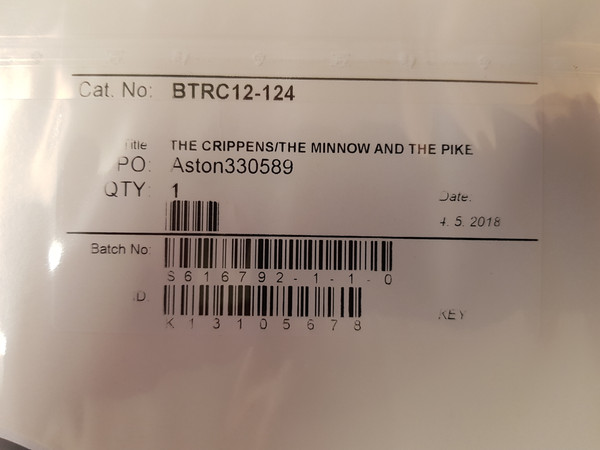 Cat. No: BTRC12-124
Title THE CRIPPENS/THE MINNOW AND THE PIKE
PO: Aston330589
QTY: 1
Date:
4. 5. 2018
Batch No:
S616792-1-1-0
ID
K13105678
KEY